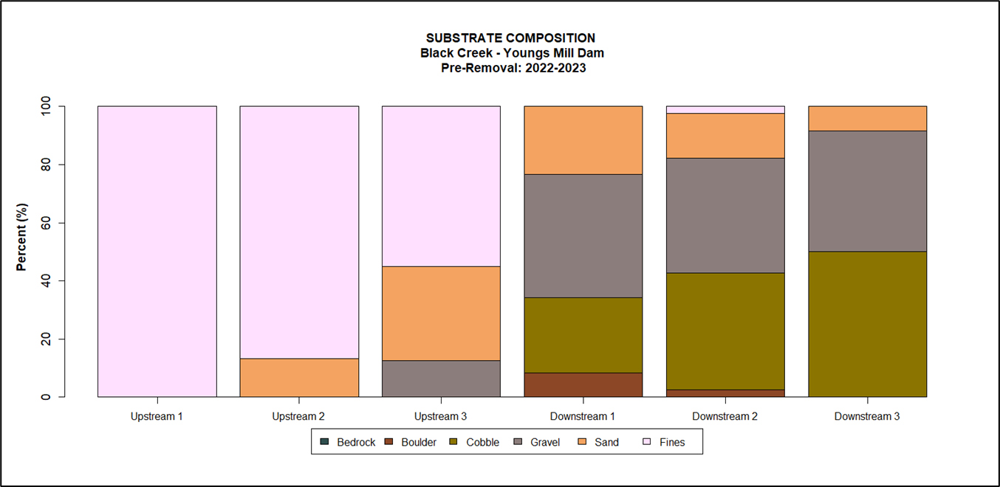 SUBSTRATE COMPOSITION
Black Creek - Youngs Mill Dam
Pre-Removal: 2022-2023
Percent (%)
100
80
60
40
20
0
Upstream 1 Upstream 2 Upstream 3 Downstream 1 Downstream 2 Downstream 3
Bedrock Boulder Cobble Gravel Sand Fines